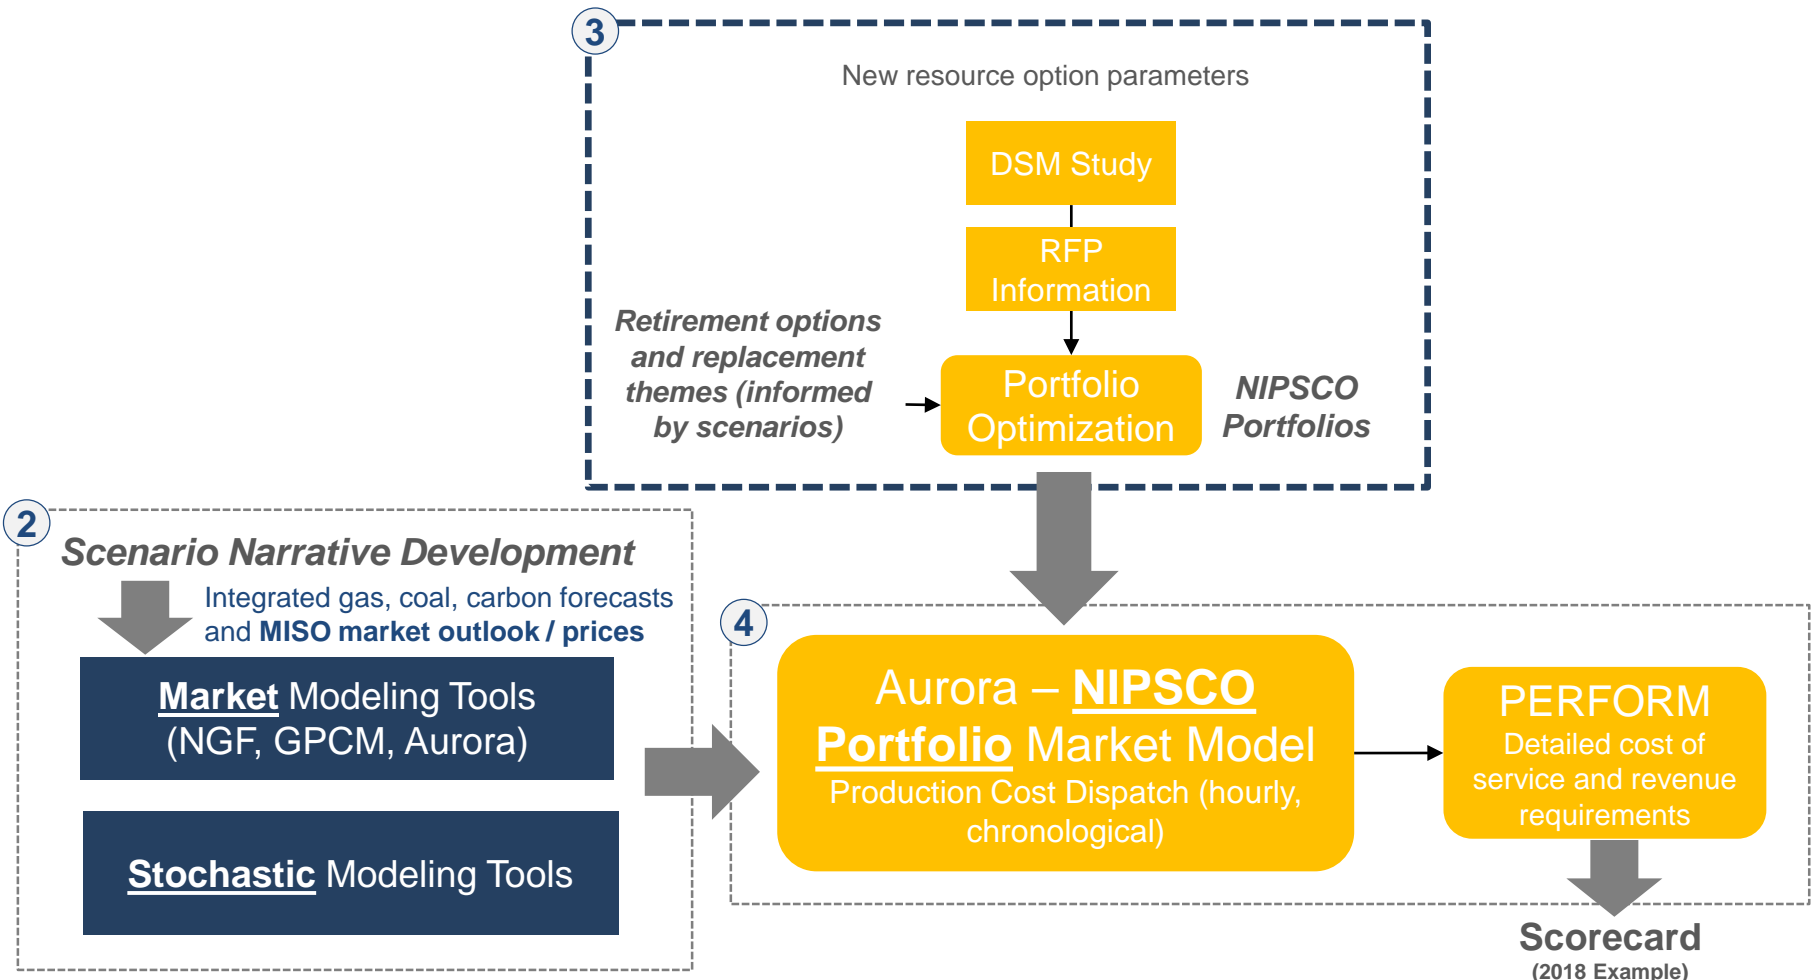 3
New resource option parameters
DSM Study
RFP
Information
Retirement options
and replacement
themes (informed
by scenarios)
Portfolio
Optimization
NIPSCO
Portfolios
2
Scenario Narrative Development
Integrated gas, coal, carbon forecasts
and MISO market outlook / prices
Market Modeling Tools
(NGF, GPCM, Aurora)
Stochastic Modeling Tools
4
Aurora – NIPSCO
Portfolio Market Model
Production Cost Dispatch (hourly,
chronological)
PERFORM
Detailed cost of
service and revenue
requirements
Scorecard
(2018 Example)